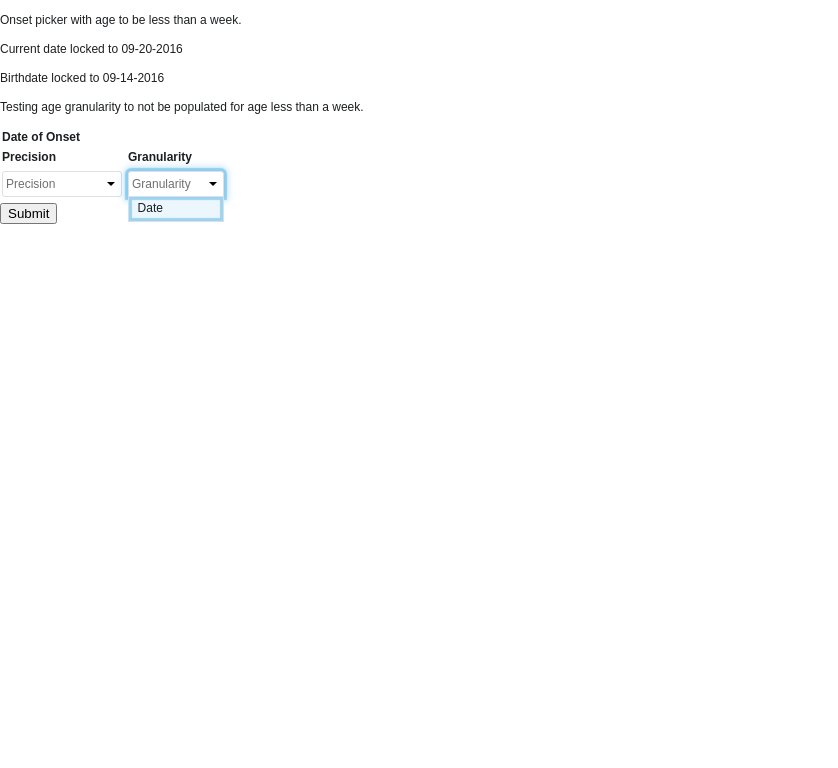 Onset picker with age to be less than a week.
Current date locked to 09-20-2016
Birthdate locked to 09-14-2016
Testing age granularity to not be populated for age less than a week.
Date of Onset
Precision Granularity
Precision Granularity
Submit Date